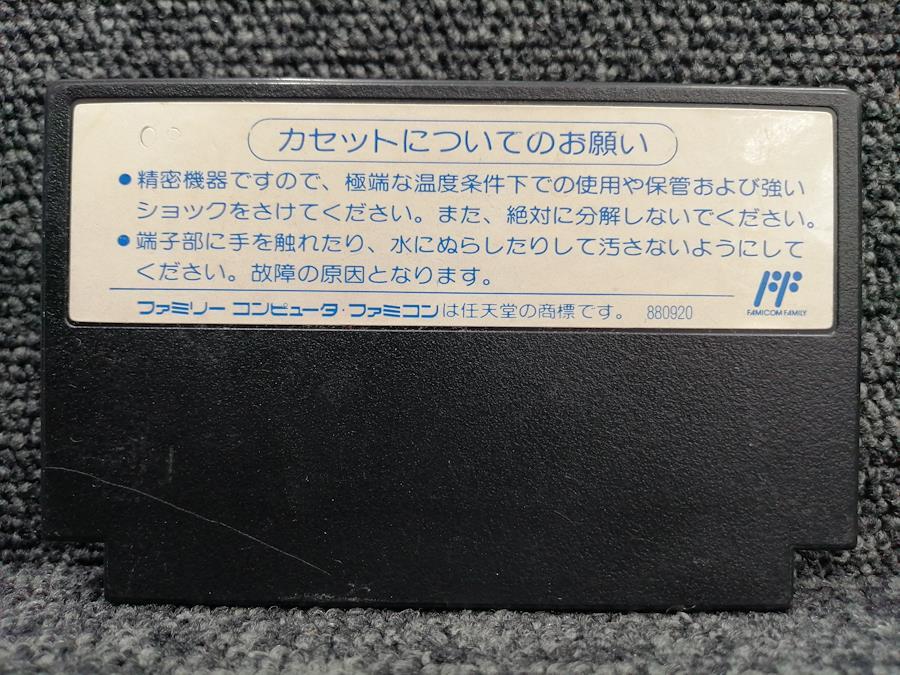 カセットについてのお願い
●精密機器ですので、極端な温度条件下での使用や保管および強い
ショックをさけてください。また、絶対に分解しないでください。
●端子部に手を触れたり、水にぬらしたりして汚さないようにして
ください。故障の原因となります。
ファミリー コンピュータ・ファミコンは任天堂の商標です。 880920
FAMICOM FAMILY